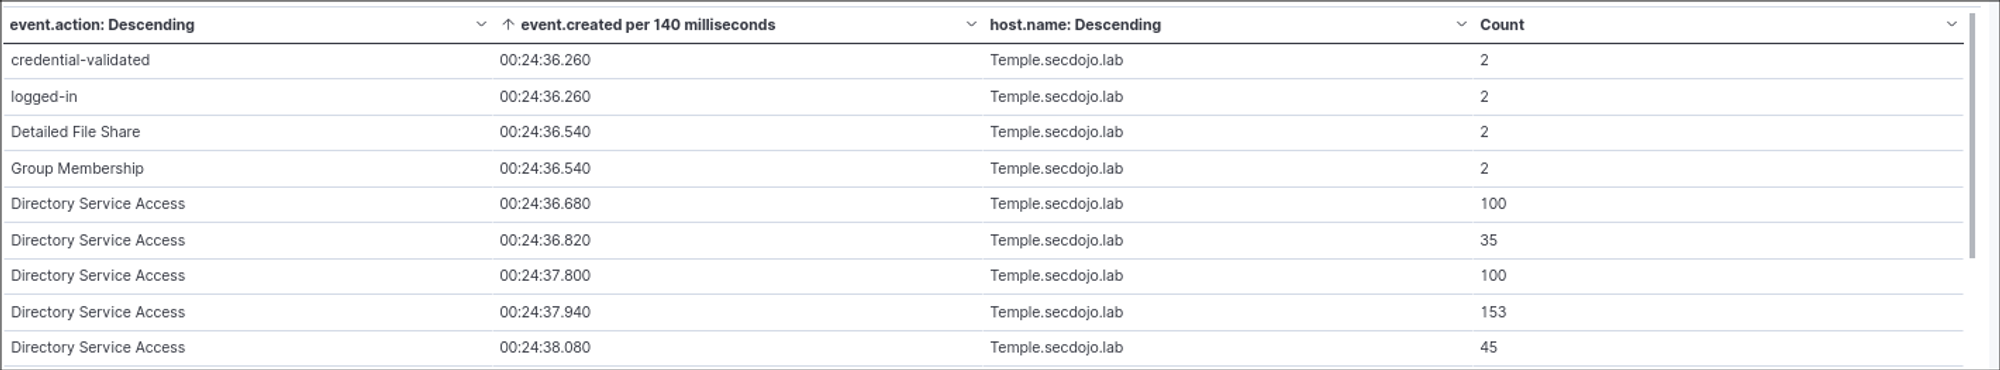 event.action: Descending ↑ event.created per 140 milliseconds host.name: Descending Count
credential-validated 00:24:36.260 Temple.secdojo.lab 2
logged-in 00:24:36.260 Temple.secdojo.lab 2
Detailed File Share 00:24:36.540 Temple.secdojo.lab 2
Group Membership 00:24:36.540 Temple.secdojo.lab 2
Directory Service Access 00:24:36.680 Temple.secdojo.lab 100
Directory Service Access 00:24:36.820 Temple.secdojo.lab 35
Directory Service Access 00:24:37.800 Temple.secdojo.lab 100
Directory Service Access 00:24:37.940 Temple.secdojo.lab 153
Directory Service Access 00:24:38.080 Temple.secdojo.lab 45